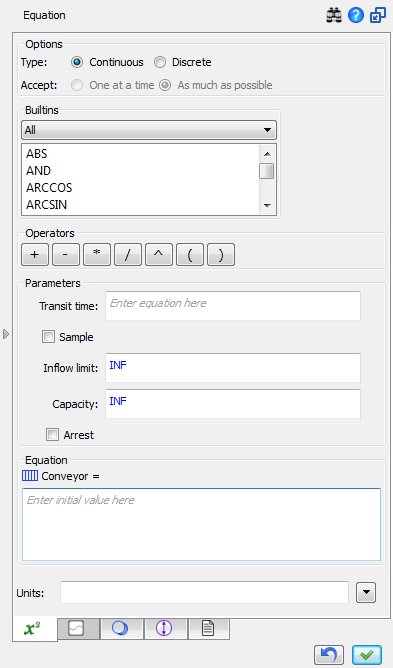 Equation
Options
Type: Continuous Discrete
Accept: One at a time As much as possible
Builtins
All
ABS
AND
ARCCOS
ARCSIN
Operators
+ - * / ^ ( )
Parameters
Transit time: Enter equation here
Sample
Inflow limit: INF
Capacity: INF
Arrest
Equation
Conveyor =
Enter initial value here
Units:
x²